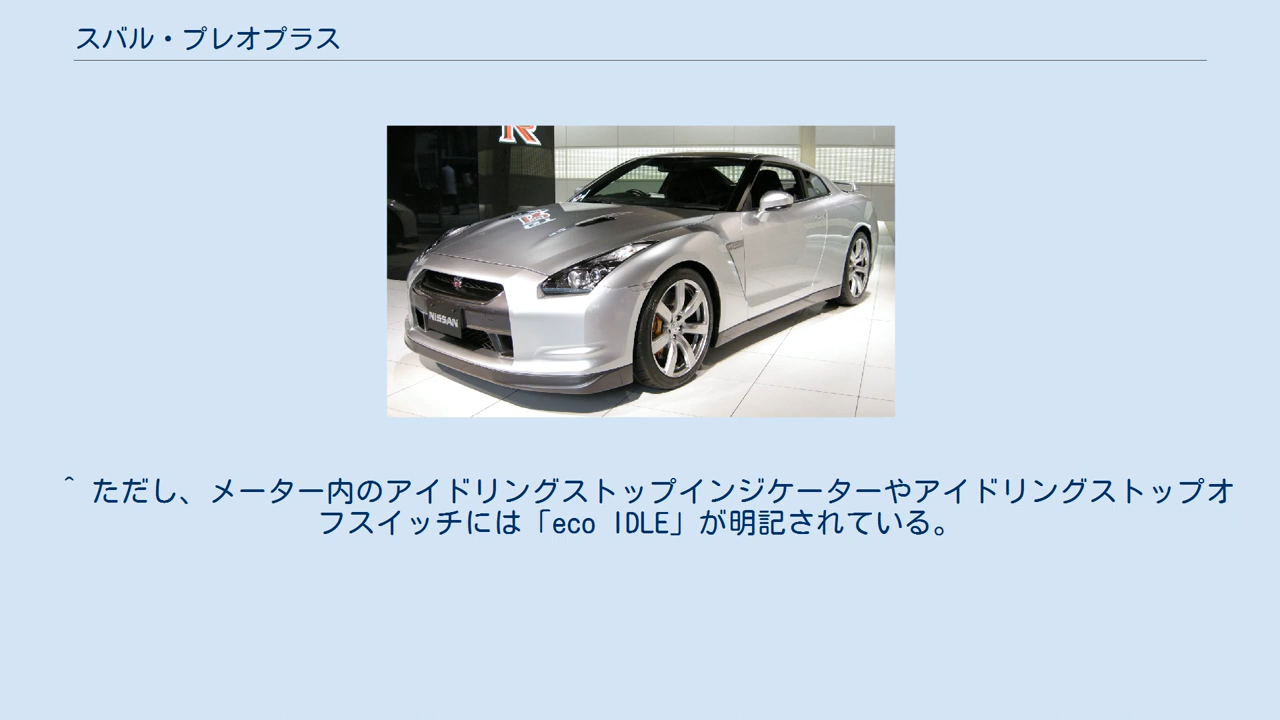 スバル・プレオプラス
R
NISSAN
^ ただし、メーター内のアイドリングストップインジケーターやアイドリングストップオ
フスイッチには「eco IDLE」が明記されている。